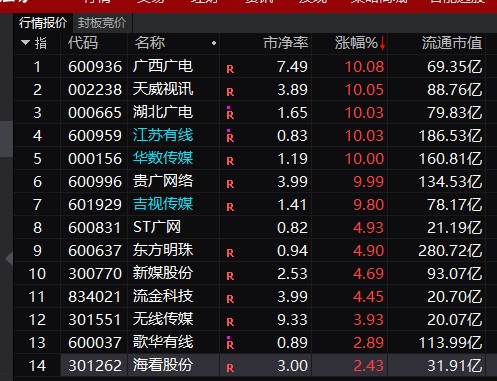 行情报价 封板竞价
指 代码 名称 市净率 涨幅%↓ 流通市值
1 600936 广西广电 R 7.49 10.08 69.35亿
2 002238 天威视讯 R 3.89 10.05 88.76亿
3 000665 湖北广电 R 1.65 10.03 79.83亿
4 600959 江苏有线 R 0.83 10.03 186.53亿
5 000156 华数传媒 R 1.19 10.00 160.81亿
6 600996 贵广网络 R 3.99 9.99 134.53亿
7 601929 吉视传媒 R 1.41 9.80 78.17亿
8 600831 ST广网 0.82 4.93 21.19亿
9 600637 东方明珠 R 0.94 4.90 280.72亿
10 300770 新媒股份 R 2.53 4.69 93.07亿
11 834021 流金科技 R 3.99 4.45 20.70亿
12 301551 无线传媒 R 9.33 3.93 20.07亿
13 600037 歌华有线 R 0.89 2.89 113.99亿
14 301262 海看股份 R 3.00 2.43 31.91亿